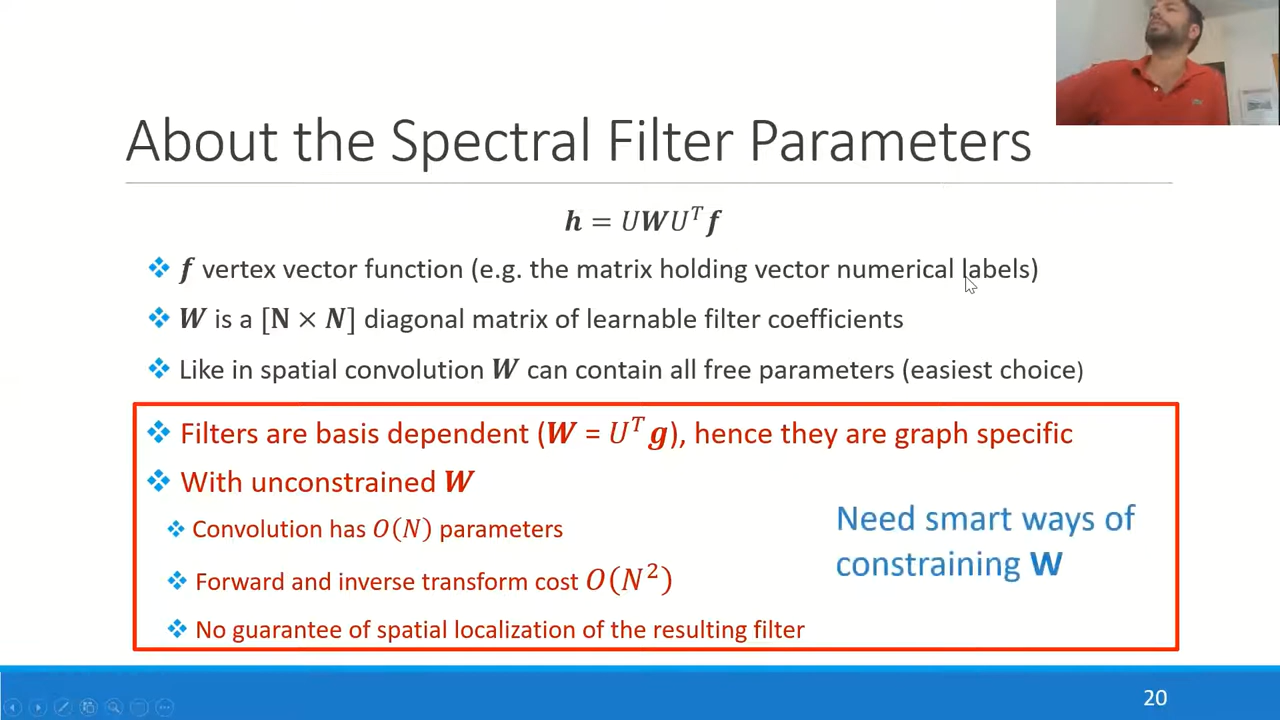 About the Spectral Filter Parameters
h = UWUᵀf
❖ f vertex vector function (e.g. the matrix holding vector numerical labels)
❖ W is a [N × N] diagonal matrix of learnable filter coefficients
❖ Like in spatial convolution W can contain all free parameters (easiest choice)
❖ Filters are basis dependent (W = Uᵀg), hence they are graph specific
❖ With unconstrained W
❖ Convolution has O(N) parameters
❖ Forward and inverse transform cost O(N²)
❖ No guarantee of spatial localization of the resulting filter
Need smart ways of
constraining W
20